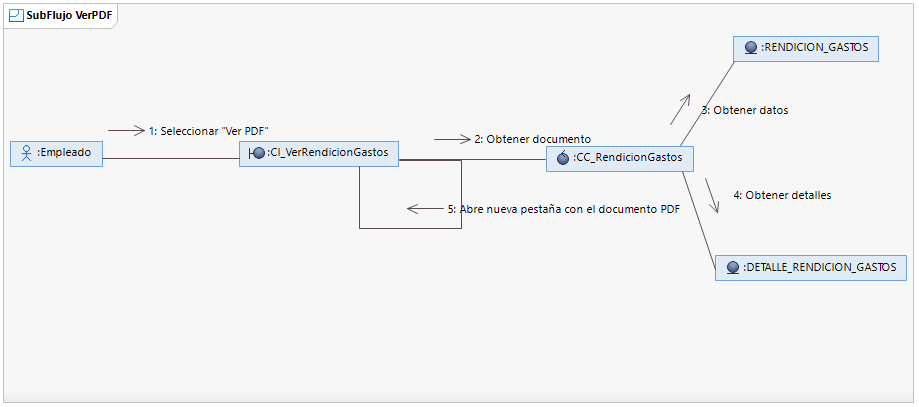 SubFlujo VerPDF
:RENDICION_GASTOS
3: Obtener datos
1: Seleccionar "Ver PDF"
2: Obtener documento
:Empleado
:CI_VerRendicionGastos
:CC_RendicionGastos
4: Obtener detalles
5: Abre nueva pestaña con el documento PDF
:DETALLE_RENDICION_GASTOS